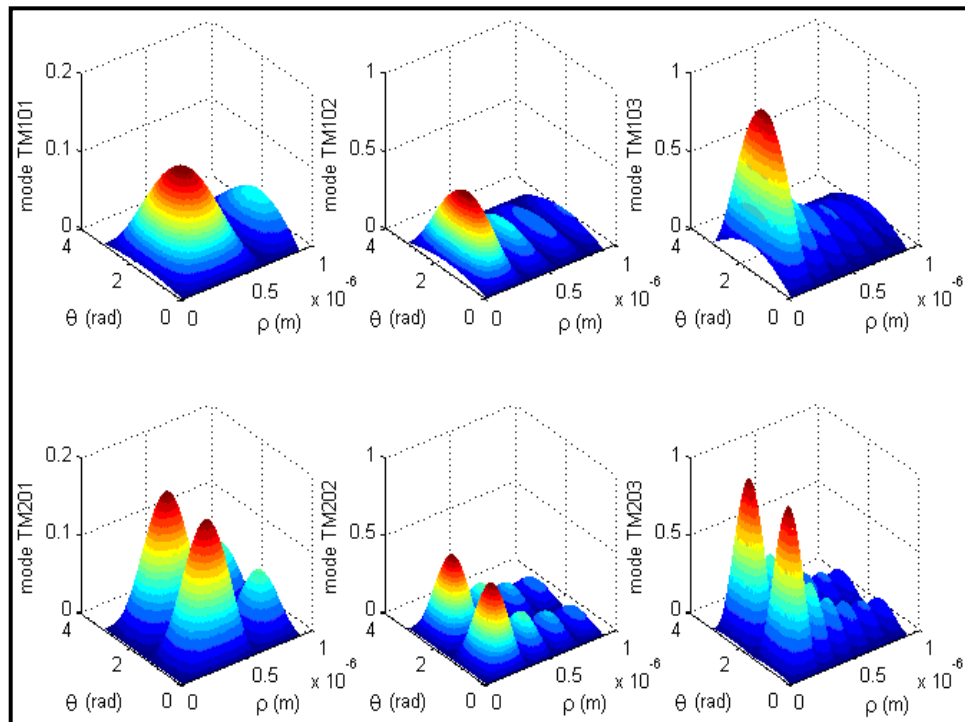 mode TM101
0.2
0.1
0
4
2
0
θ (rad)
0
0.5
1
x 10⁻⁶
ρ (m)
mode TM102
1
0.5
0
4
2
0
θ (rad)
0
0.5
1
x 10⁻⁶
ρ (m)
mode TM103
1
0.5
0
4
2
0
θ (rad)
0
0.5
1
x 10⁻⁶
ρ (m)
mode TM201
0.2
0.1
0
4
2
0
θ (rad)
0
0.5
1
x 10⁻⁶
ρ (m)
mode TM202
1
0.5
0
4
2
0
θ (rad)
0
0.5
1
x 10⁻⁶
ρ (m)
mode TM203
1
0.5
0
4
2
0
θ (rad)
0
0.5
1
x 10⁻⁶
ρ (m)